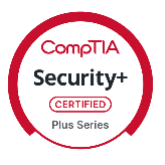 CompTIA
Security+
CERTIFIED
Plus Series